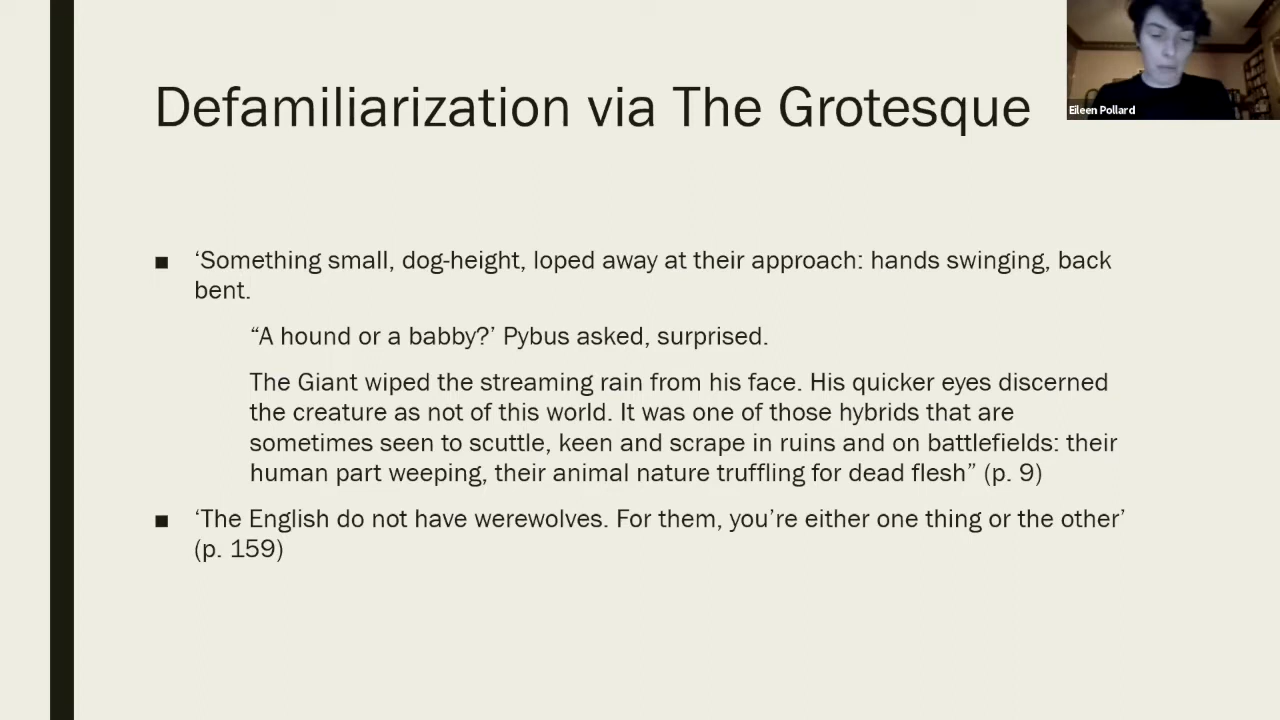 Defamiliarization via The Grotesque
Eileen Pollard
■ ‘Something small, dog-height, loped away at their approach: hands swinging, back
bent.
“A hound or a babby?’ Pybus asked, surprised.
The Giant wiped the streaming rain from his face. His quicker eyes discerned
the creature as not of this world. It was one of those hybrids that are
sometimes seen to scuttle, keen and scrape in ruins and on battlefields: their
human part weeping, their animal nature truffling for dead flesh” (p. 9)
■ ‘The English do not have werewolves. For them, you’re either one thing or the other’
(p. 159)